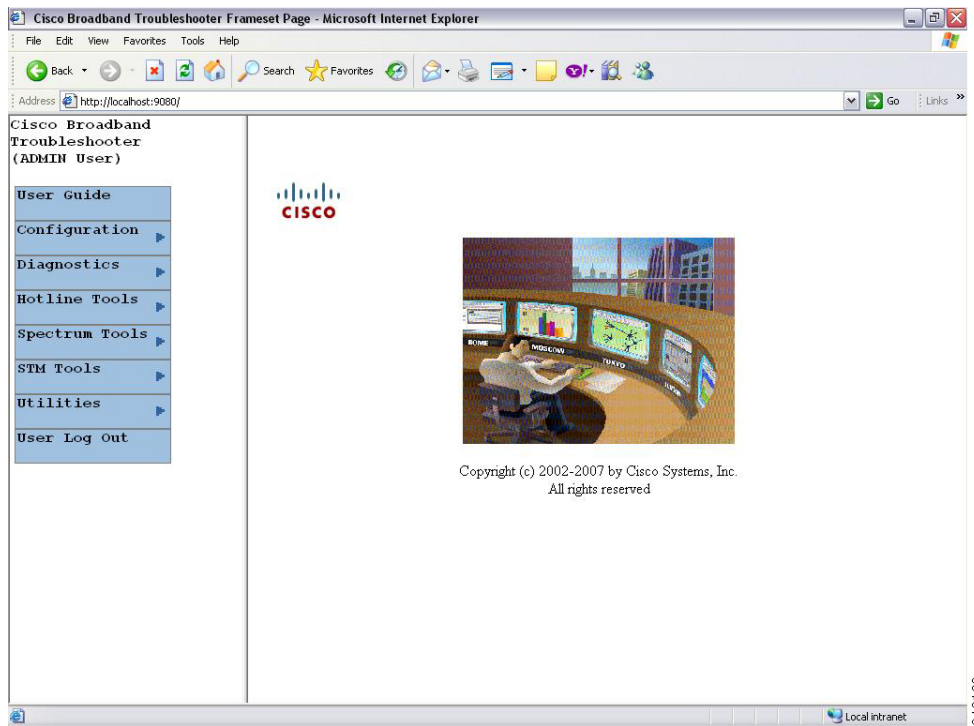 Cisco Broadband Troubleshooter Frameset Page - Microsoft Internet Explorer
File Edit View Favorites Tools Help
Back Search Favorites
Address http://localhost:9080/ Go Links »
Cisco Broadband
Troubleshooter
(ADMIN User)
User Guide
Configuration
Diagnostics
Hotline Tools
Spectrum Tools
STM Tools
Utilities
User Log Out
CISCO
ROME
MOSCOW
TOKYO
Copyright (c) 2002-2007 by Cisco Systems, Inc.
All rights reserved
Local intranet